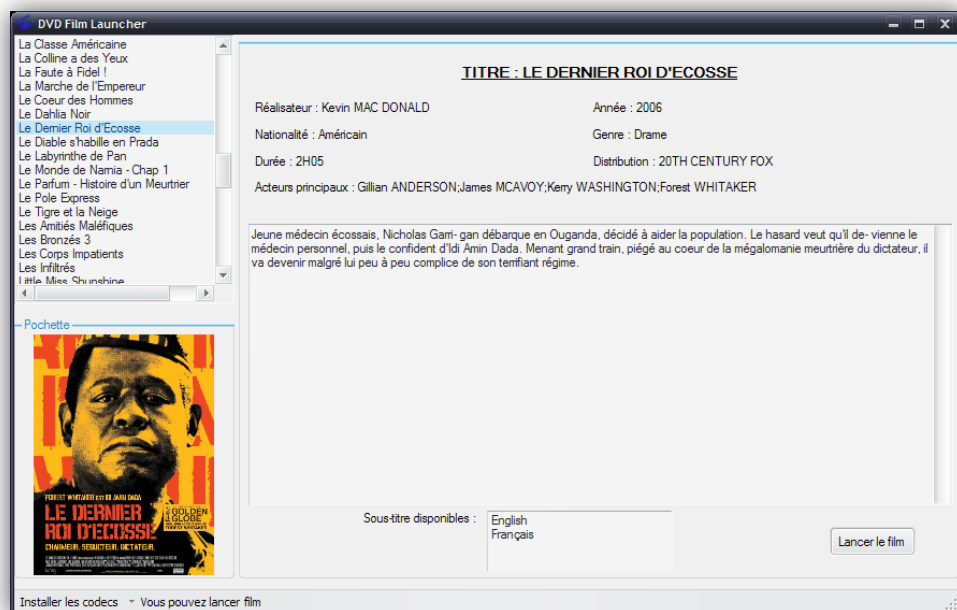 DVD Film Launcher
La Classe Américaine
La Colline a des Yeux
La Faute à Fidel !
La Marche de l'Empereur
Le Coeur des Hommes
Le Dahlia Noir
Le Dernier Roi d'Ecosse
Le Diable s'habille en Prada
Le Labyrinthe de Pan
Le Monde de Narnia - Chap 1
Le Parfum - Histoire d'un Meurtrier
Le Pole Express
Le Tigre et la Neige
Les Amitiés Maléfiques
Les Bronzés 3
Les Corps Impatients
Les Infiltrés
Little Miss Shunshine
Pochette
FOREST WHITAKER EST IDI AMIN DADA
GOLDEN
GLOBE
FOREST WHITAKER
LE DERNIER
ROI D'ECOSSE
CHARMEUR. SEDUCTEUR. DICTATEUR.
TITRE : LE DERNIER ROI D'ECOSSE
Réalisateur : Kevin MAC DONALD
Année : 2006
Nationalité : Américain
Genre : Drame
Durée : 2H05
Distribution : 20TH CENTURY FOX
Acteurs principaux : Gillian ANDERSON;James MCAVOY;Kerry WASHINGTON;Forest WHITAKER
Jeune médecin écossais, Nicholas Garri- gan débarque en Ouganda, décidé à aider la population. Le hasard veut qu'il de- vienne le
médecin personnel, puis le confident d'Idi Amin Dada. Menant grand train, piégé au coeur de la mégalomanie meurtrière du dictateur, il
va devenir malgré lui peu à peu complice de son terrifiant régime.
Sous-titre disponibles :
English
Français
Lancer le film
Installer les codecs
Vous pouvez lancer film